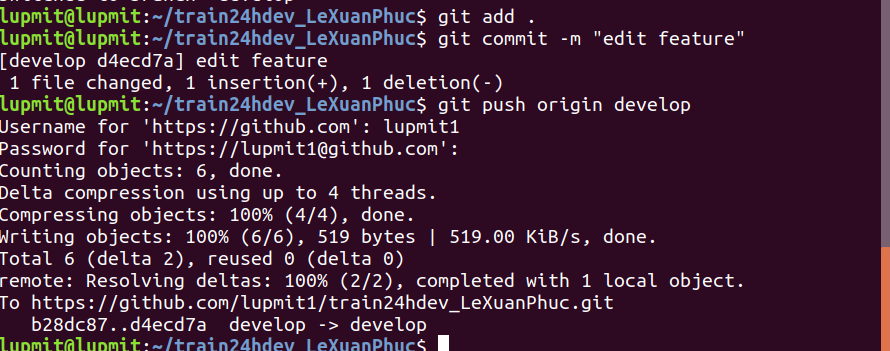 lupmit@lupmit:~/train24hdev_LeXuanPhuc$ git add .
lupmit@lupmit:~/train24hdev_LeXuanPhuc$ git commit -m "edit feature"
[develop d4ecd7a] edit feature
 1 file changed, 1 insertion(+), 1 deletion(-)
lupmit@lupmit:~/train24hdev_LeXuanPhuc$ git push origin develop
Username for 'https://github.com': lupmit1
Password for 'https://lupmit1@github.com':
Counting objects: 6, done.
Delta compression using up to 4 threads.
Compressing objects: 100% (4/4), done.
Writing objects: 100% (6/6), 519 bytes | 519.00 KiB/s, done.
Total 6 (delta 2), reused 0 (delta 0)
remote: Resolving deltas: 100% (2/2), completed with 1 local object.
To https://github.com/lupmit1/train24hdev_LeXuanPhuc.git
   b28dc87..d4ecd7a  develop -> develop
lupmit@lupmit:~/train24hdev_LeXuanPhuc$